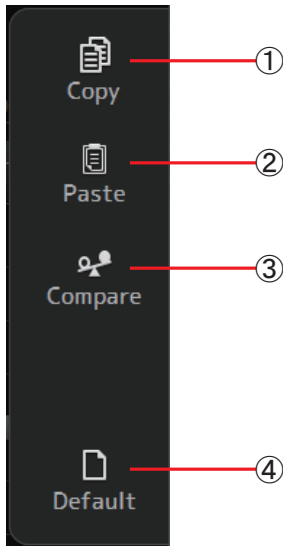 Copy ①
Paste ②
Compare ③
Default ④